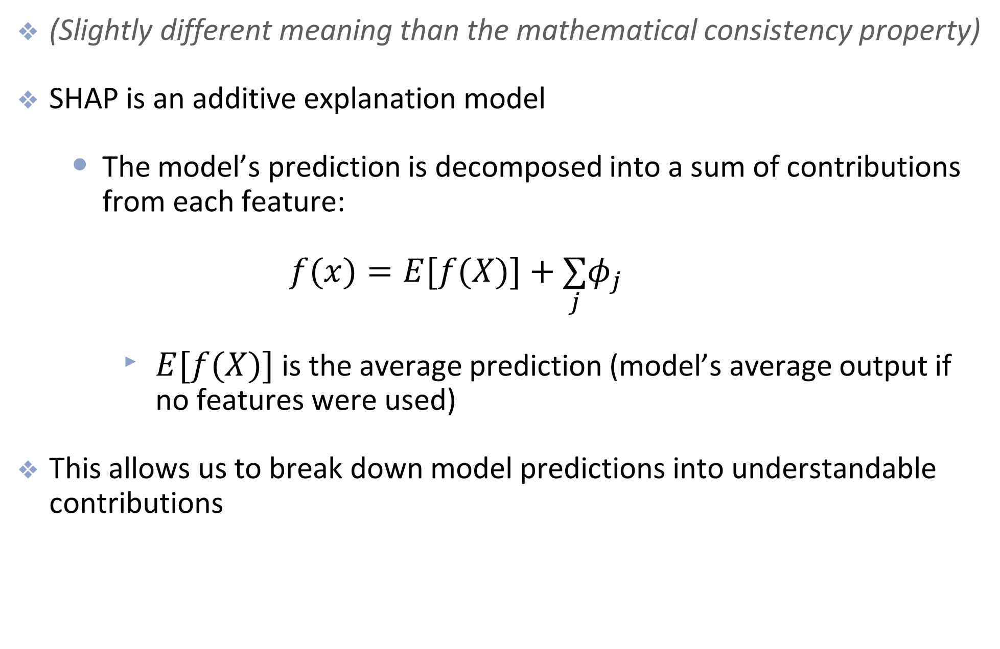 ❖ (Slightly different meaning than the mathematical consistency property)
❖ SHAP is an additive explanation model
• The model’s prediction is decomposed into a sum of contributions
from each feature:
f(x) = E[f(X)] + ∑ϕⱼ
j
▸ E[f(X)] is the average prediction (model’s average output if
no features were used)
❖ This allows us to break down model predictions into understandable
contributions